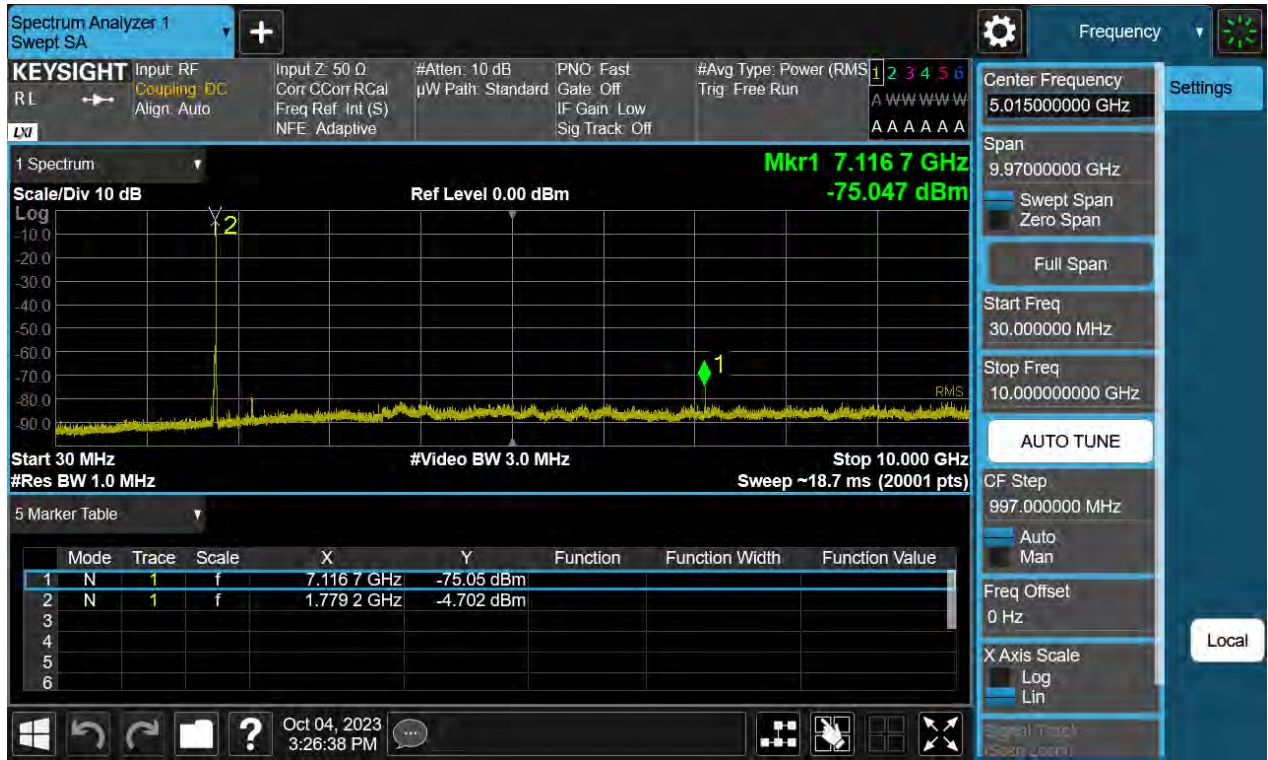 Spectrum Analyzer 1
Swept SA
+
Frequency
KEYSIGHT
RL
LXI
Input: RF
Coupling: DC
Align: Auto
Input Z: 50 Ω
Corr CCorr RCal
Freq Ref: Int (S)
NFE: Adaptive
#Atten: 10 dB
µW Path: Standard
PNO: Fast
Gate: Off
IF Gain: Low
Sig Track: Off
#Avg Type: Power (RMS
Trig: Free Run
1 2 3 4 5 6
A W W W W W
A A A A A A
Center Frequency
5.015000000 GHz
Settings
Span
9.97000000 GHz
Swept Span
Zero Span
Full Span
Start Freq
30.000000 MHz
Stop Freq
10.000000000 GHz
AUTO TUNE
CF Step
997.000000 MHz
Auto
Man
Freq Offset
0 Hz
X Axis Scale
Log
Lin
Signal Track
(Span Zoom)
Local
1 Spectrum
Mkr1 7.116 7 GHz
Scale/Div 10 dB
Ref Level 0.00 dBm
-75.047 dBm
Log
-10.0
-20.0
-30.0
-40.0
-50.0
-60.0
-70.0
-80.0
-90.0
2
1
RMS
Start 30 MHz
#Video BW 3.0 MHz
Stop 10.000 GHz
#Res BW 1.0 MHz
Sweep ~18.7 ms (20001 pts)
5 Marker Table
Mode Trace Scale X Y Function Function Width Function Value
1 N 1 f 7.116 7 GHz -75.05 dBm
2 N 1 f 1.779 2 GHz -4.702 dBm
3
4
5
6
?
Oct 04, 2023
3:26:38 PM